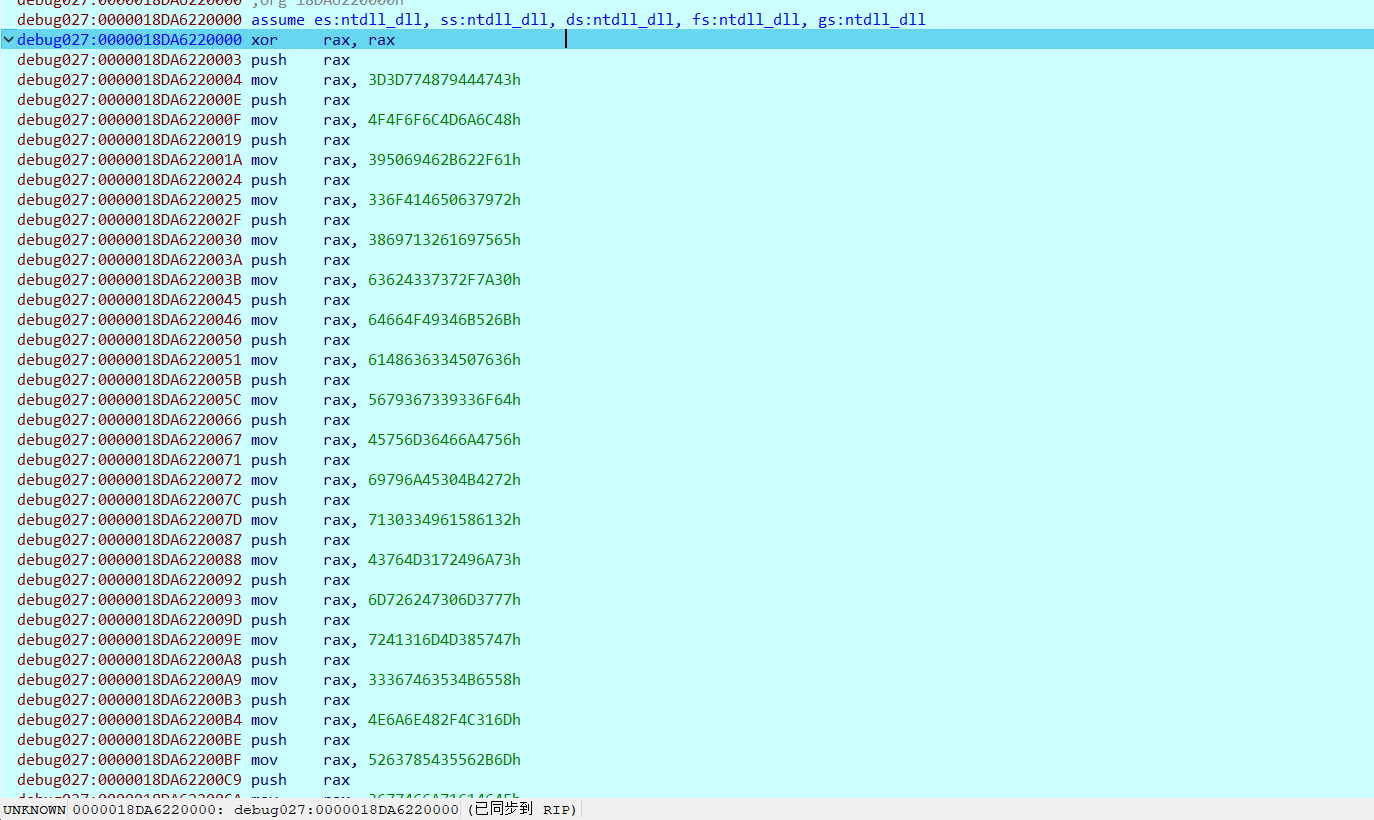 debug027:0000018DA6220000 ;org 18DA6220000h
debug027:0000018DA6220000 assume es:ntdll_dll, ss:ntdll_dll, ds:ntdll_dll, fs:ntdll_dll, gs:ntdll_dll
debug027:0000018DA6220000 xor rax, rax
debug027:0000018DA6220003 push rax
debug027:0000018DA6220004 mov rax, 3D3D774879444743h
debug027:0000018DA622000E push rax
debug027:0000018DA622000F mov rax, 4F4F6F6C4D6A6C48h
debug027:0000018DA6220019 push rax
debug027:0000018DA622001A mov rax, 395069462B622F61h
debug027:0000018DA6220024 push rax
debug027:0000018DA6220025 mov rax, 336F414650637972h
debug027:0000018DA622002F push rax
debug027:0000018DA6220030 mov rax, 3869713261697565h
debug027:0000018DA622003A push rax
debug027:0000018DA622003B mov rax, 63624337372F7A30h
debug027:0000018DA6220045 push rax
debug027:0000018DA6220046 mov rax, 64664F49346B526Bh
debug027:0000018DA6220050 push rax
debug027:0000018DA6220051 mov rax, 6148636334507636h
debug027:0000018DA622005B push rax
debug027:0000018DA622005C mov rax, 5679367339336F64h
debug027:0000018DA6220066 push rax
debug027:0000018DA6220067 mov rax, 45756D36466A4756h
debug027:0000018DA6220071 push rax
debug027:0000018DA6220072 mov rax, 69796A45304B4272h
debug027:0000018DA622007C push rax
debug027:0000018DA622007D mov rax, 7130334961586132h
debug027:0000018DA6220087 push rax
debug027:0000018DA6220088 mov rax, 43764D3172496A73h
debug027:0000018DA6220092 push rax
debug027:0000018DA6220093 mov rax, 6D726247306D3777h
debug027:0000018DA622009D push rax
debug027:0000018DA622009E mov rax, 7241316D4D385747h
debug027:0000018DA62200A8 push rax
debug027:0000018DA62200A9 mov rax, 33367463534B6558h
debug027:0000018DA62200B3 push rax
debug027:0000018DA62200B4 mov rax, 4E6A6E482F4C316Dh
debug027:0000018DA62200BE push rax
debug027:0000018DA62200BF mov rax, 5263785435562B6Dh
debug027:0000018DA62200C9 push rax
UNKNOWN 0000018DA6220000: debug027:0000018DA6220000 (已同步到 RIP)